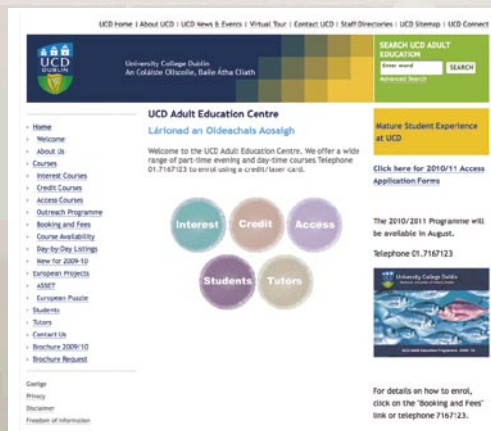 UCD Home | About UCD | UCD News & Events | Virtual Tour | Contact UCD | Staff Directories | UCD Sitemap | UCD Connect
UCD
DUBLIN
University College Dublin
An Coláiste Ollscoile, Baile Átha Cliath
SEARCH UCD ADULT
EDUCATION
Enter word
SEARCH
Advanced Search
Home
Welcome
About Us
Courses
Interest Courses
Credit Courses
Access Courses
Outreach Programme
Booking and Fees
Course Availability
Day-by-Day Listings
New for 2009-10
European Projects
ASSET
European Puzzle
Students
Tutors
Contact Us
Brochure 2009/10
Brochure Request
Gaeilge
Privacy
Disclaimer
Freedom of Information
UCD Adult Education Centre
Lárionad an Oideachais Aosaigh
Welcome to the UCD Adult Education Centre. We offer a wide
range of part-time evening and day-time courses.Telephone
01.7167123 to enrol using a credit/laser card.
Interest
Credit
Access
Students
Tutors
Mature Student Experience
at UCD
Click here for 2010/11 Access
Application Forms
The 2010/2011 Programme will
be available in August.
Telephone 01.7167123
University College Dublin
UCD Adult Education Programme 2009-10
For details on how to enrol,
click on the "Booking and Fees"
link or telephone 7167123.